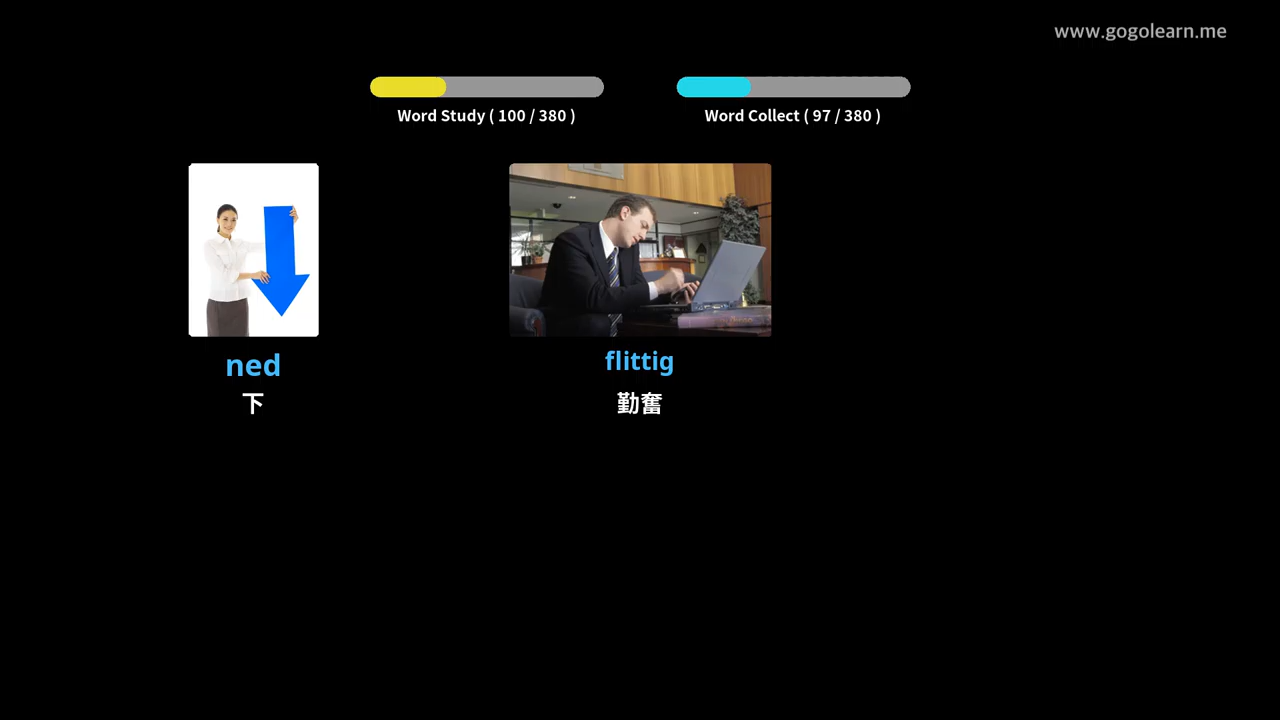 www.gogolearn.me
Word Study ( 100 / 380 )
Word Collect ( 97 / 380 )
ned
下
flittig
勤奮